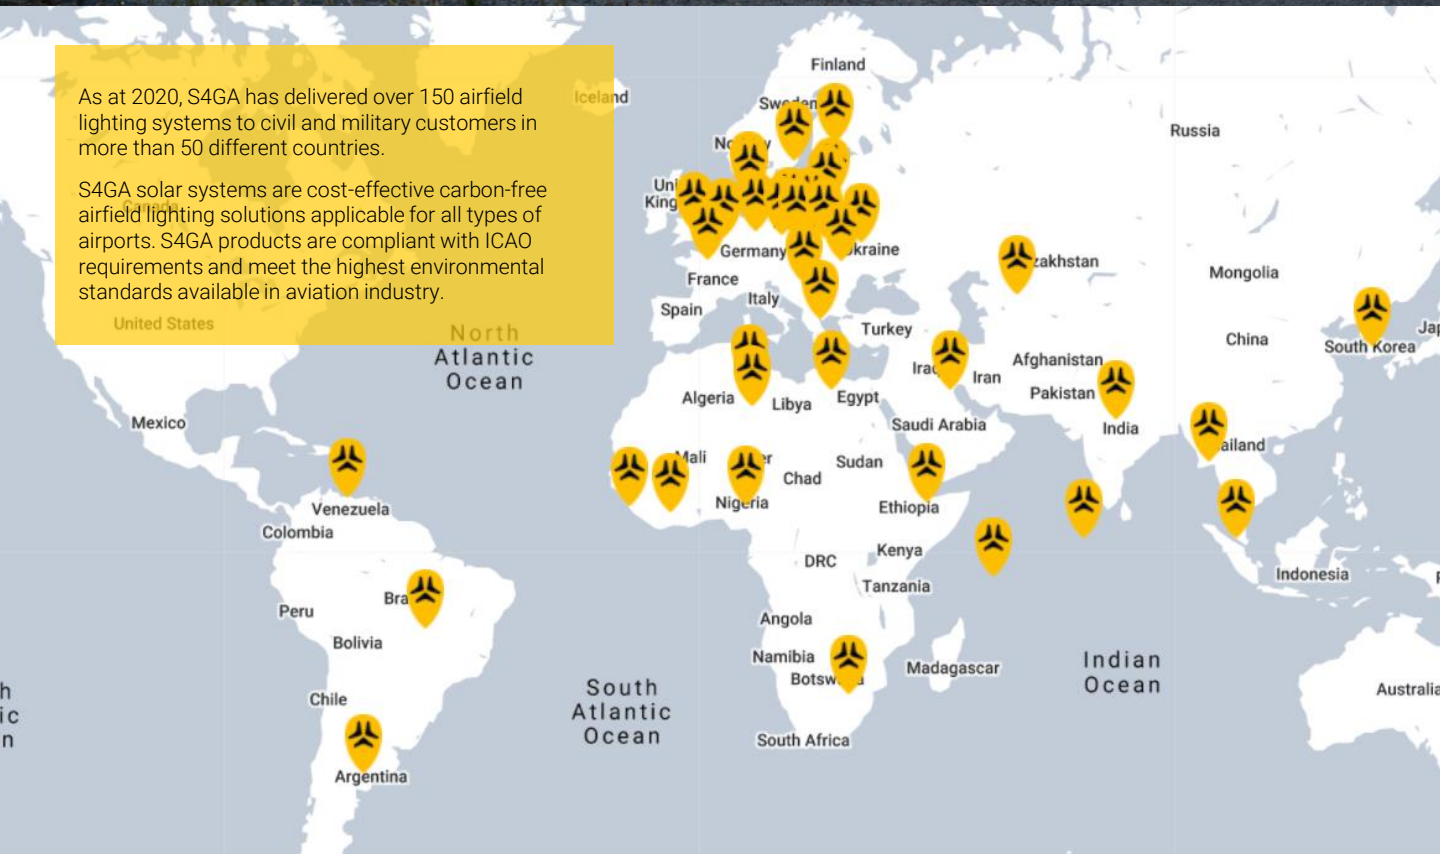 As at 2020, S4GA has delivered over 150 airfield
lighting systems to civil and military customers in
more than 50 different countries.
S4GA solar systems are cost-effective carbon-free
airfield lighting solutions applicable for all types of
airports. S4GA products are compliant with ICAO
requirements and meet the highest environmental
standards available in aviation industry.
Canada
United States
Iceland
Finland
Russia
Germany
France
Italy
Spain
Turkey
Mongolia
China
South Korea
Afghanistan
Iran
Pakistan
India
North
Atlantic
Ocean
Mexico
Algeria
Libya
Egypt
Saudi Arabia
Mali
Chad
Sudan
Nigeria
Ethiopia
Venezuela
Colombia
DRC
Kenya
Tanzania
Indonesia
Peru
Bolivia
Angola
Namibia
Madagascar
Indian
Ocean
South
Atlantic
Ocean
Chile
Australia
South Africa
Argentina